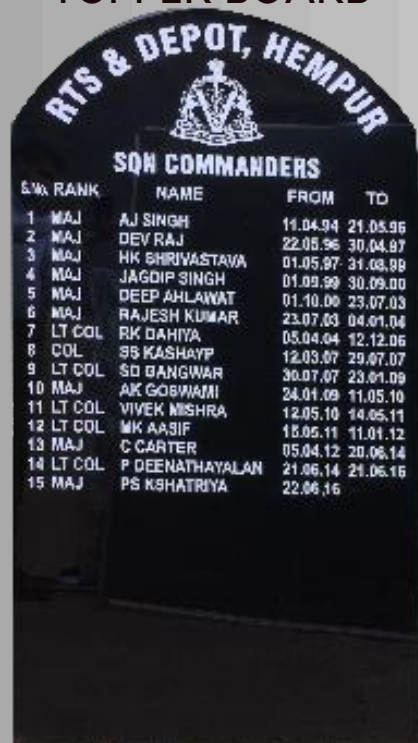 TOPPER BOARD
RTS & DEPOT, HEMPUR
SQN COMMANDERS
S.No. RANK NAME FROM TO
1 MAJ AJ SINGH 11.04.94 21.05.96
2 MAJ DEV RAJ 22.05.96 30.04.97
3 MAJ HK SHRIVASTAVA 01.05.97 31.08.99
4 MAJ JAGDIP SINGH 01.09.99 30.09.00
5 MAJ DEEP AHLAWAT 01.10.00 23.07.03
6 MAJ RAJESH KUMAR 23.07.03 04.01.04
7 LT COL RK DAHIYA 05.04.04 12.12.06
8 COL SS KASHAYP 12.03.07 29.07.07
9 LT COL SD GANGWAR 30.07.07 23.01.09
10 MAJ AK GOSWAMI 24.01.09 11.05.10
11 LT COL VIVEK MISHRA 12.05.10 14.05.11
12 LT COL MK AASIF 15.05.11 11.01.12
13 MAJ C CARTER 05.04.12 20.06.14
14 LT COL P DEENATHAYALAN 21.06.14 21.06.16
15 MAJ PS KSHATRIYA 22.06.16